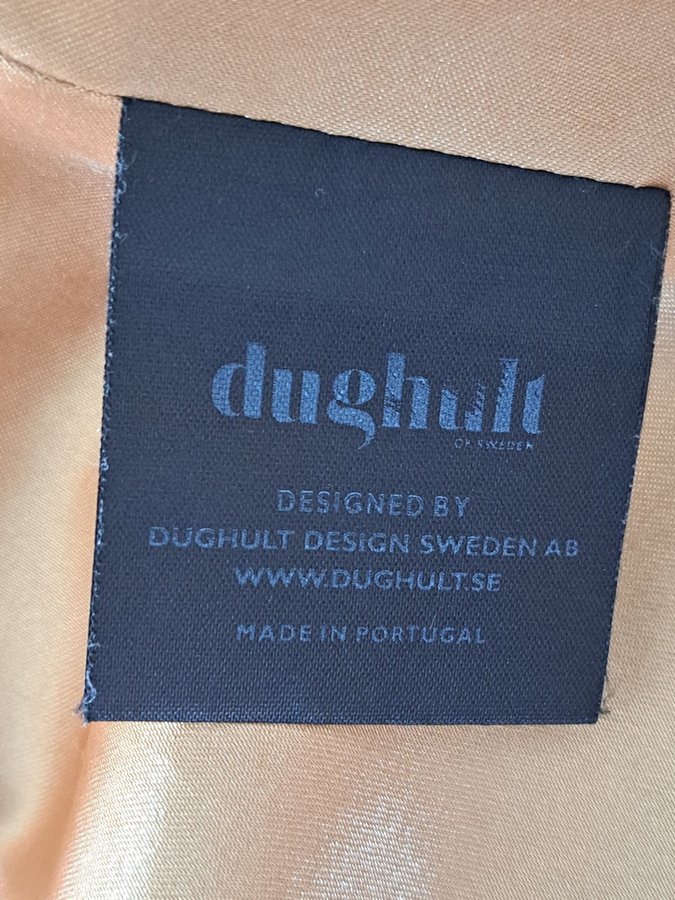 dughult
OF SWEDEN
DESIGNED BY
DUGHULT DESIGN SWEDEN AB
WWW.DUGHULT.SE
MADE IN PORTUGAL